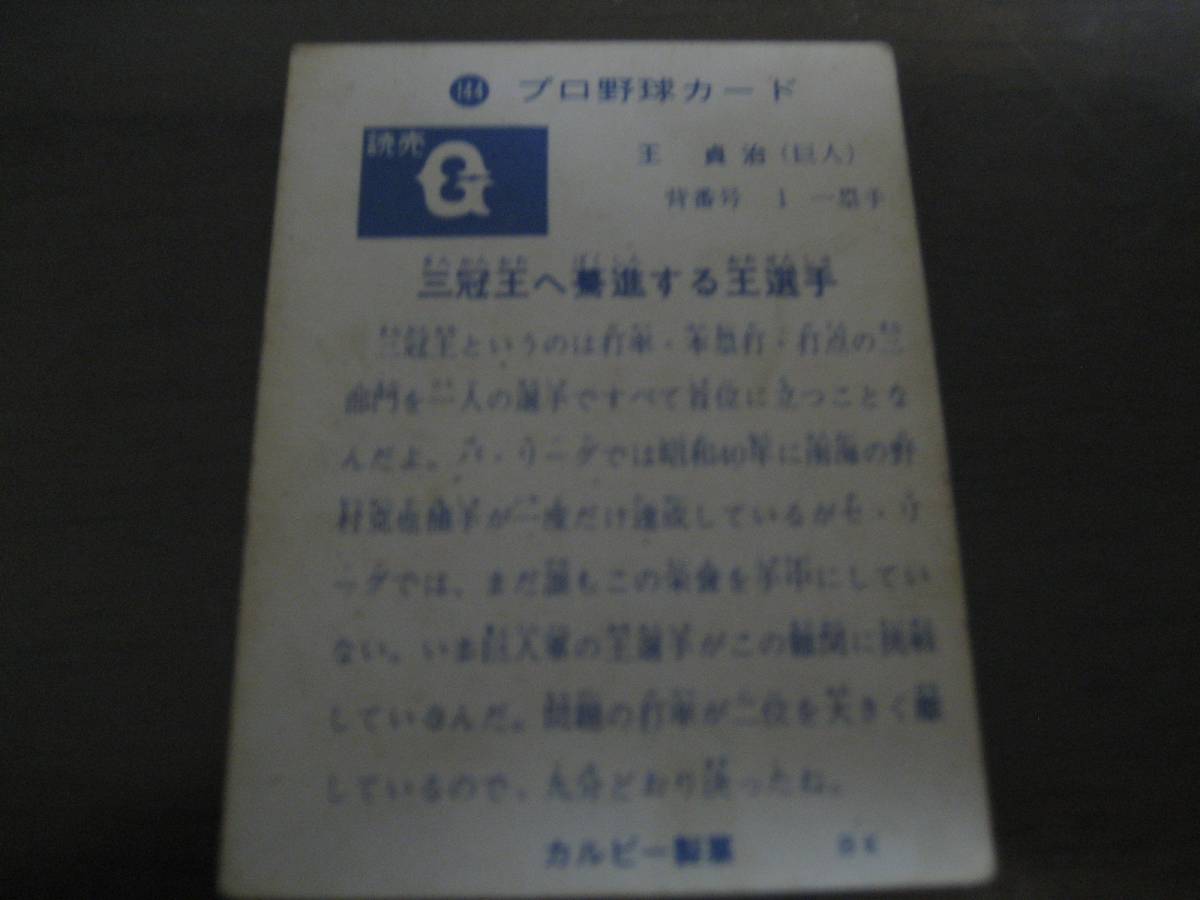 144 プロ野球カード
読売
G
王 貞治(巨人)
背番号 1 一塁手
三冠王へ驀進する王選手
三冠王というのは打率・本塁打・打点の三
部門を一人の選手ですべて首位に立つことな
んだよ。パ・リーグでは昭和40年に南海の野
村克也捕手が一度だけ達成しているがセ・リ
ーグでは、まだ誰もこの栄誉を手中にしてい
ない。いま巨人軍の王選手がこの難関に挑戦
しているんだ。問題の打率が二位を大きく離
しているので、九分どおり決ったね。
カルビー製菓